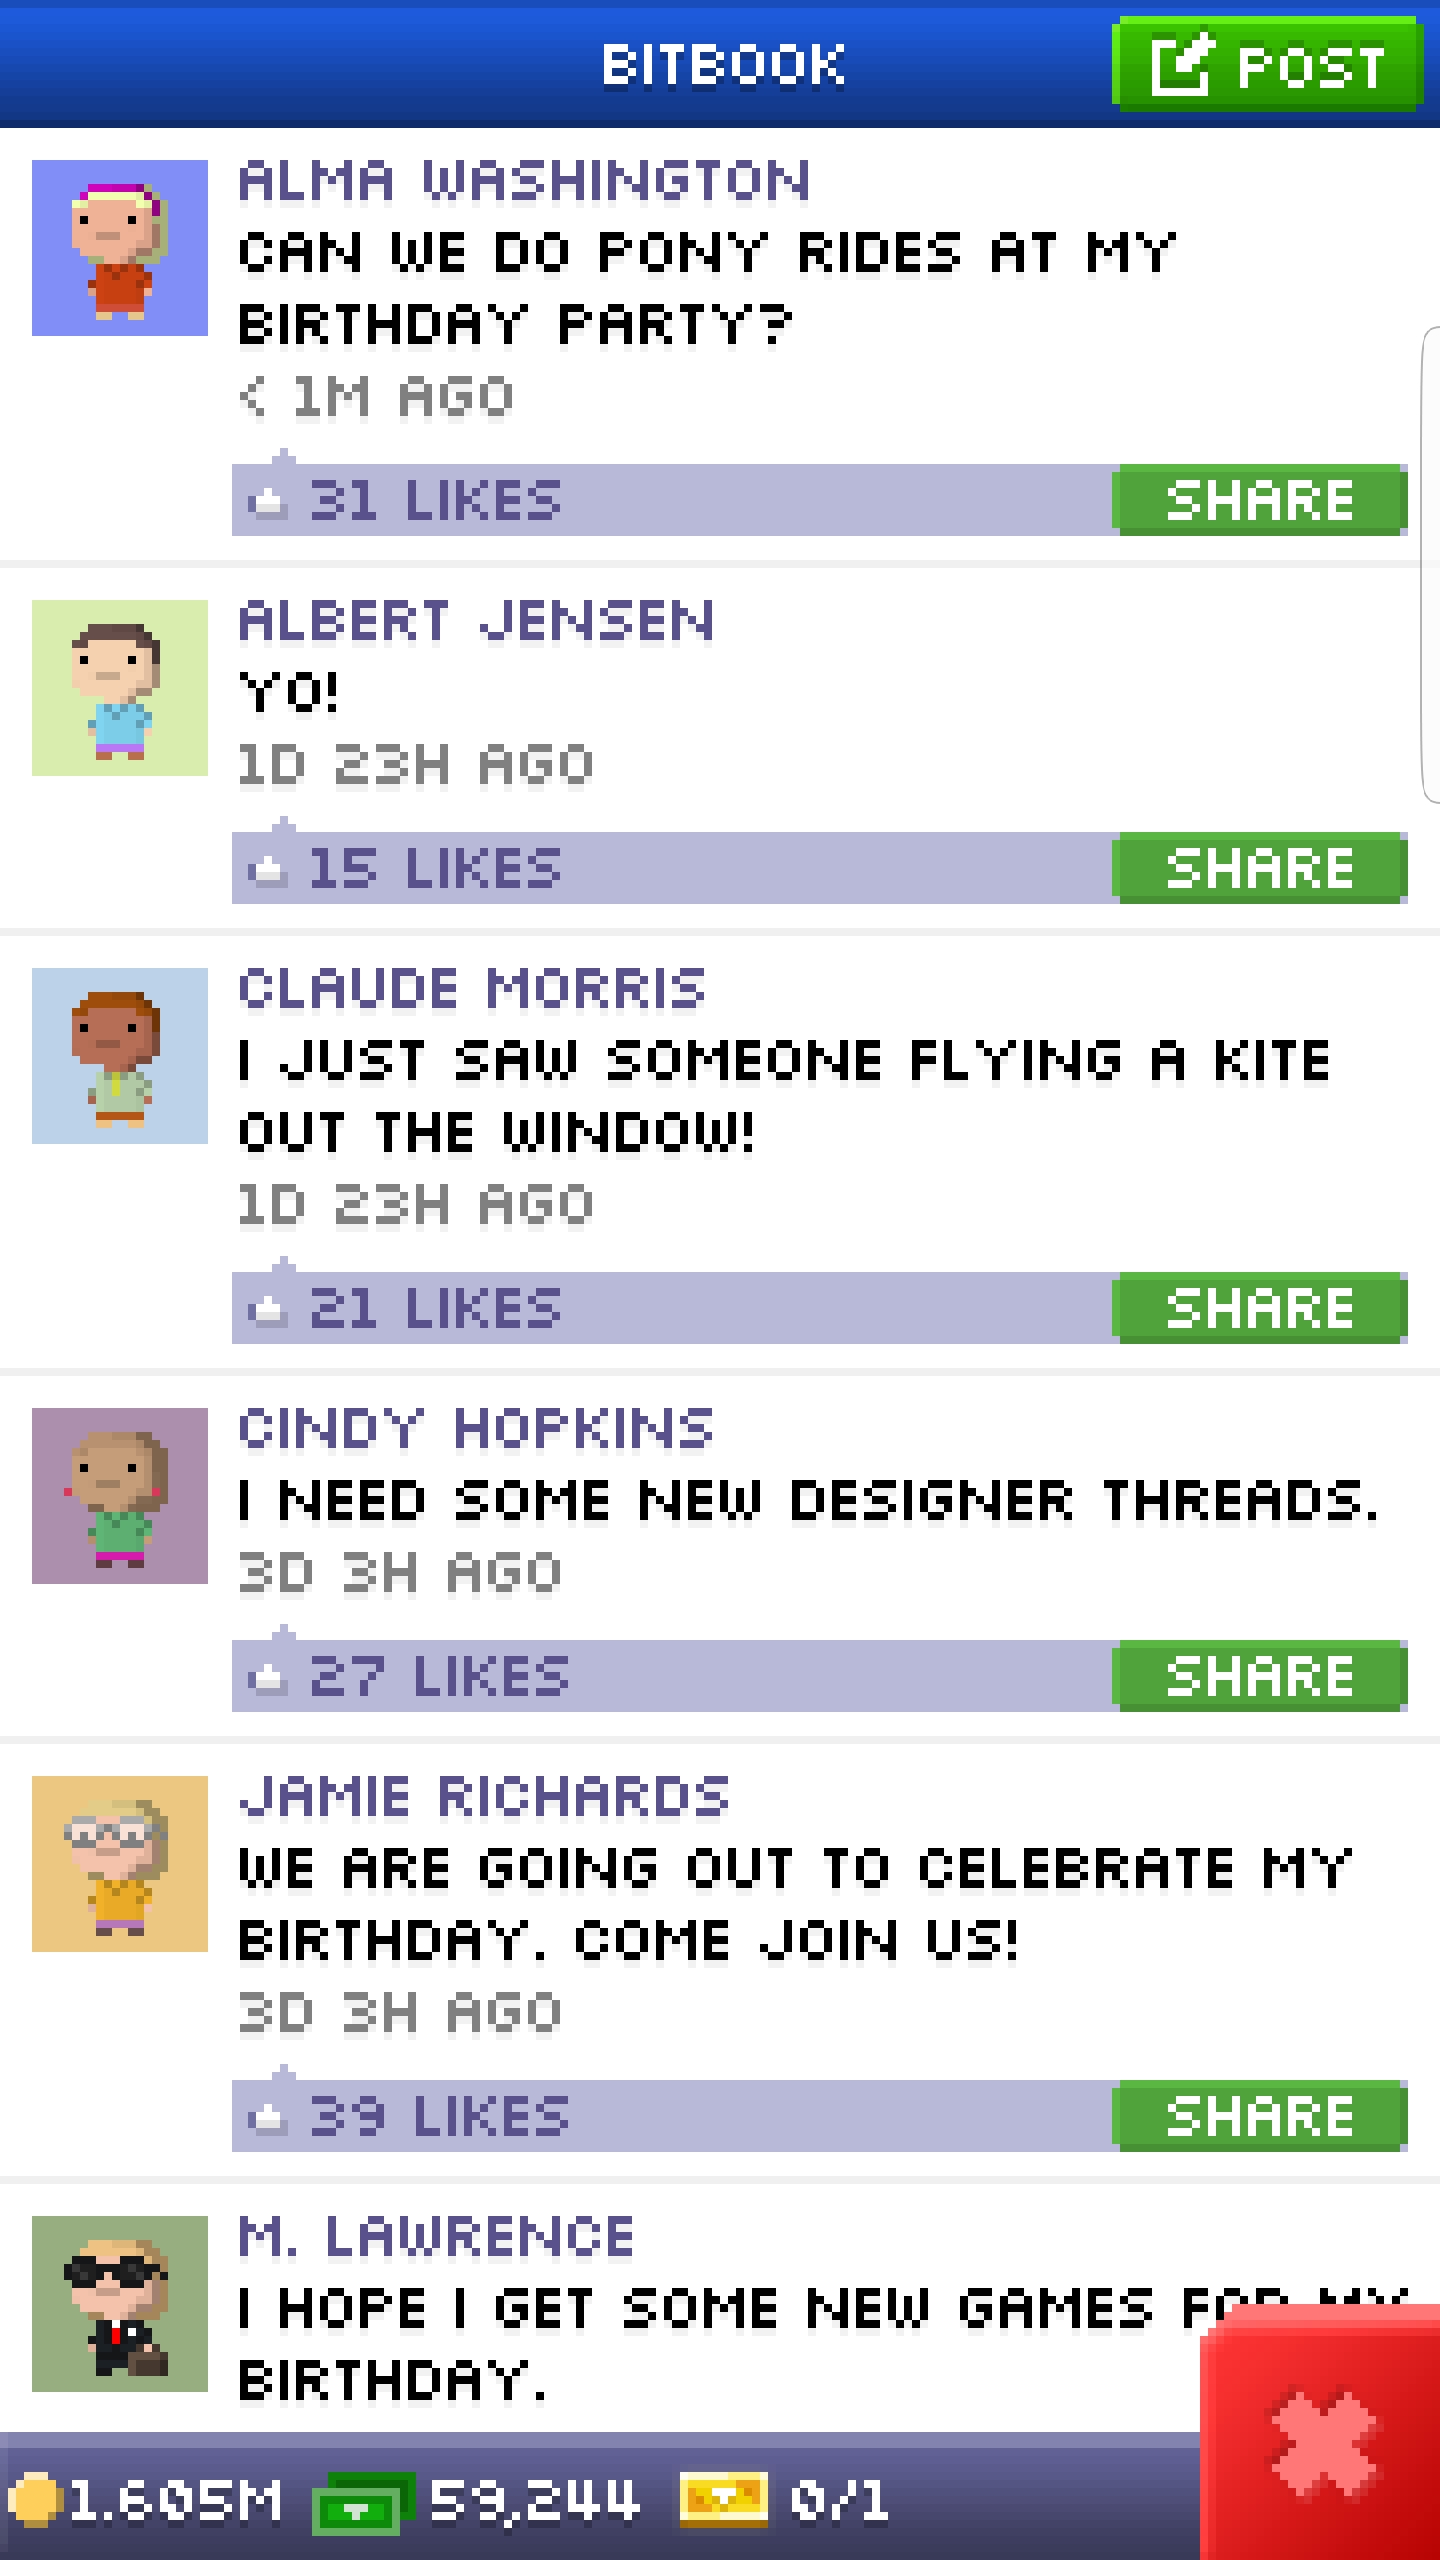 BITBOOK
POST
ALMA WASHINGTON
CAN WE DO PONY RIDES AT MY
BIRTHDAY PARTY?
< 1M AGO
31 LIKES
SHARE
ALBERT JENSEN
YO!
1D 23H AGO
15 LIKES
SHARE
CLAUDE MORRIS
I JUST SAW SOMEONE FLYING A KITE
OUT THE WINDOW!
1D 23H AGO
21 LIKES
SHARE
CINDY HOPKINS
I NEED SOME NEW DESIGNER THREADS.
3D 3H AGO
27 LIKES
SHARE
JAMIE RICHARDS
WE ARE GOING OUT TO CELEBRATE MY
BIRTHDAY. COME JOIN US!
3D 3H AGO
39 LIKES
SHARE
M. LAWRENCE
I HOPE I GET SOME NEW GAMES FOR MY
BIRTHDAY.
1.605M
59,244
0/1